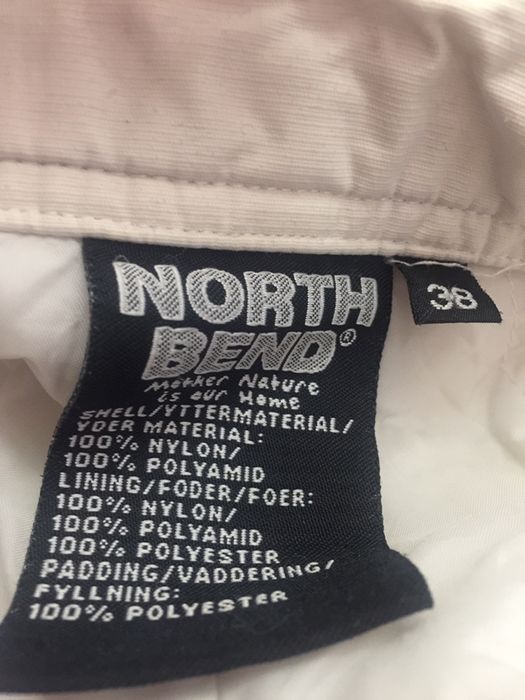 NORTH
BEND®
Mother Nature
is our Home
38
SHELL/YTTERMATERIAL/
YDER MATERIAL:
100% NYLON/
100% POLYAMID
LINING/FODER/FOER:
100% NYLON/
100% POLYAMID
100% POLYESTER
PADDING/VADDERING/
FYLLNING:
100% POLYESTER